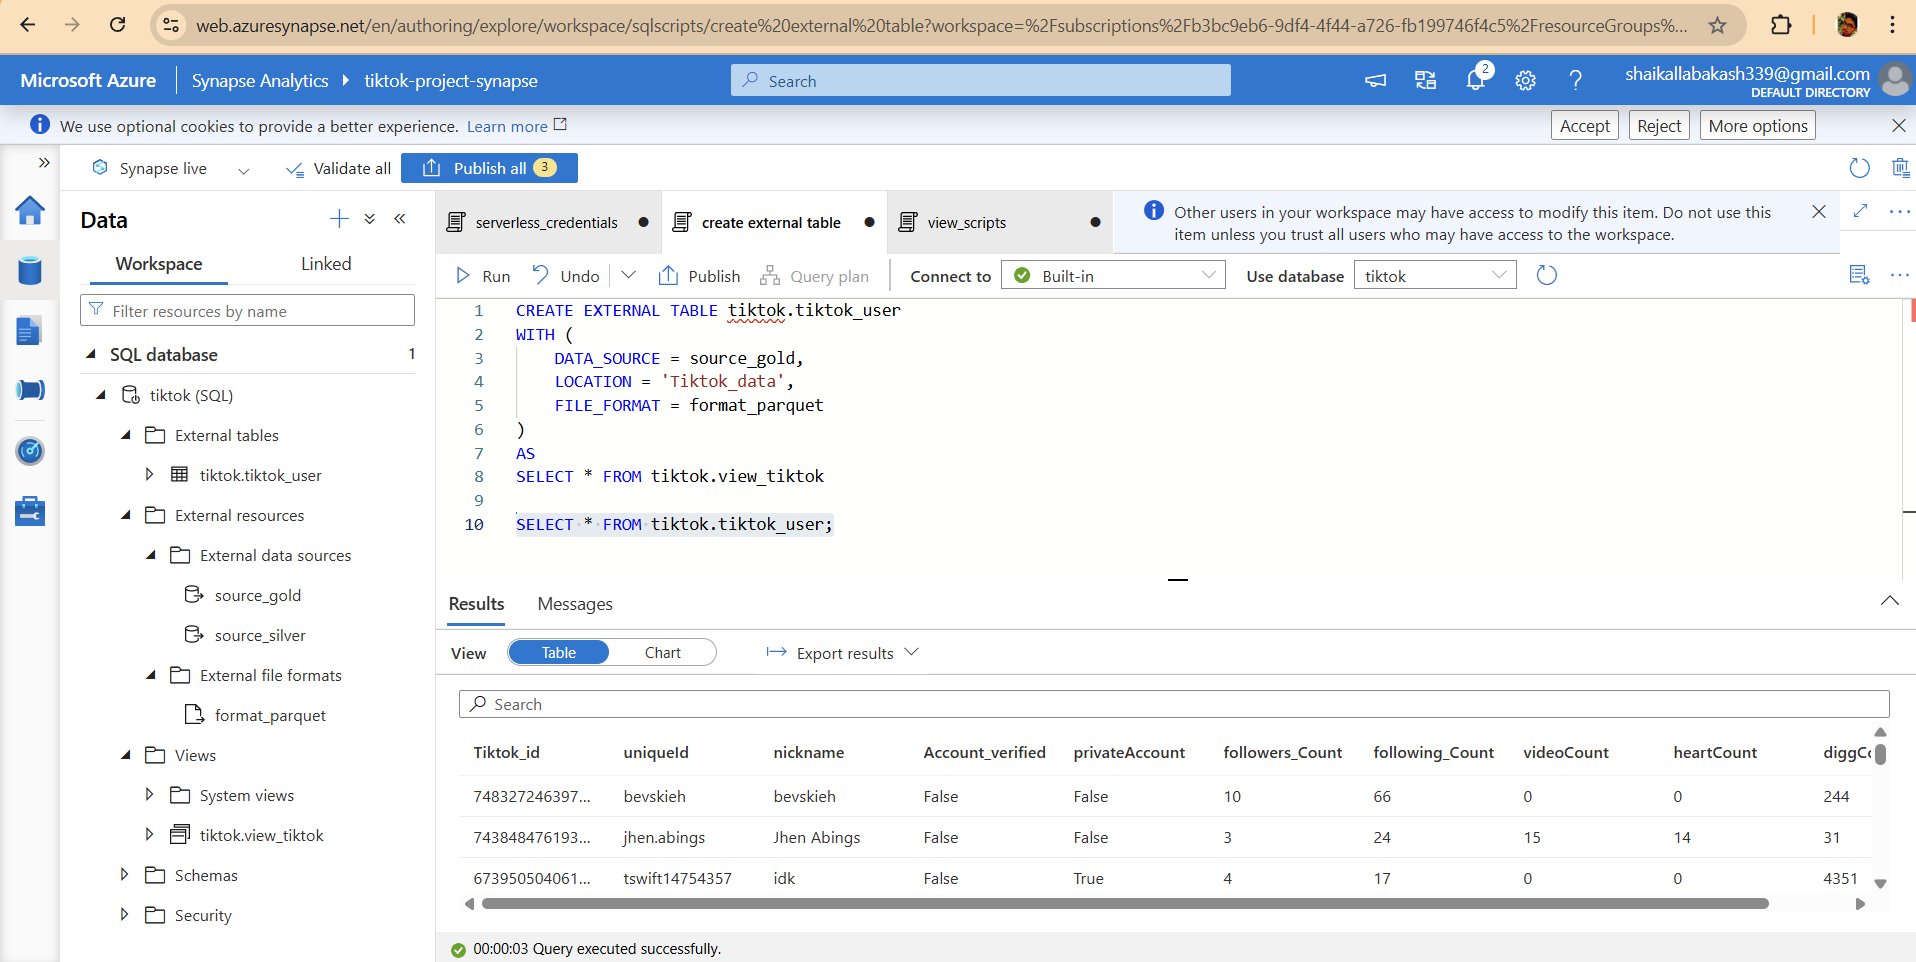 web.azuresynapse.net/en/authoring/explore/workspace/sqlscripts/create%20external%20table?workspace=%2Fsubscriptions%2Fb3bc9eb6-9df4-4f44-a726-fb199746f4c5%2FresourceGroups%...
Microsoft Azure
Synapse Analytics
tiktok-project-synapse
Search
2
shaikallabakash339@gmail.com
DEFAULT DIRECTORY
We use optional cookies to provide a better experience. Learn more
Accept
Reject
More options
Synapse live
Validate all
Publish all 3
Data
Workspace
Linked
Filter resources by name
SQL database 1
tiktok (SQL)
External tables
tiktok.tiktok_user
External resources
External data sources
source_gold
source_silver
External file formats
format_parquet
Views
System views
tiktok.view_tiktok
Schemas
Security
serverless_credentials
create external table
view_scripts
Other users in your workspace may have access to modify this item. Do not use this
item unless you trust all users who may have access to the workspace.
Run
Undo
Publish
Query plan
Connect to
Built-in
Use database
tiktok
1 CREATE EXTERNAL TABLE tiktok.tiktok_user
2 WITH (
3 DATA_SOURCE = source_gold,
4 LOCATION = 'Tiktok_data',
5 FILE_FORMAT = format_parquet
6 )
7 AS
8 SELECT * FROM tiktok.view_tiktok
9
10 SELECT * FROM tiktok.tiktok_user;
Results
Messages
View
Table
Chart
Export results
Search
Tiktok_id uniqueId nickname Account_verified privateAccount followers_Count following_Count videoCount heartCount diggCo
748327246397... bevskieh bevskieh False False 10 66 0 0 244
743848476193... jhen.abings Jhen Abings False False 3 24 15 14 31
673950504061... tswift14754357 idk False True 4 17 0 0 4351
00:00:03 Query executed successfully.